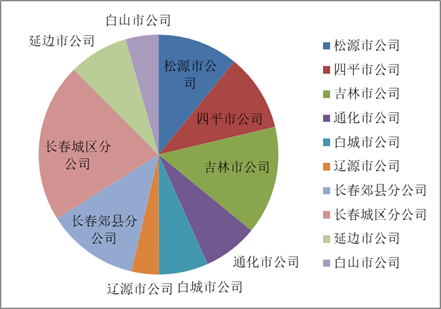 白山市公司
延边市公司
松源市公
司
四平市公司
吉林市公司
长春城区分
公司
长春郊县分
公司
通化市公司
辽源市公司
白城市公司
松源市公司
四平市公司
吉林市公司
通化市公司
白城市公司
辽源市公司
长春郊县分公司
长春城区分公司
延边市公司
白山市公司